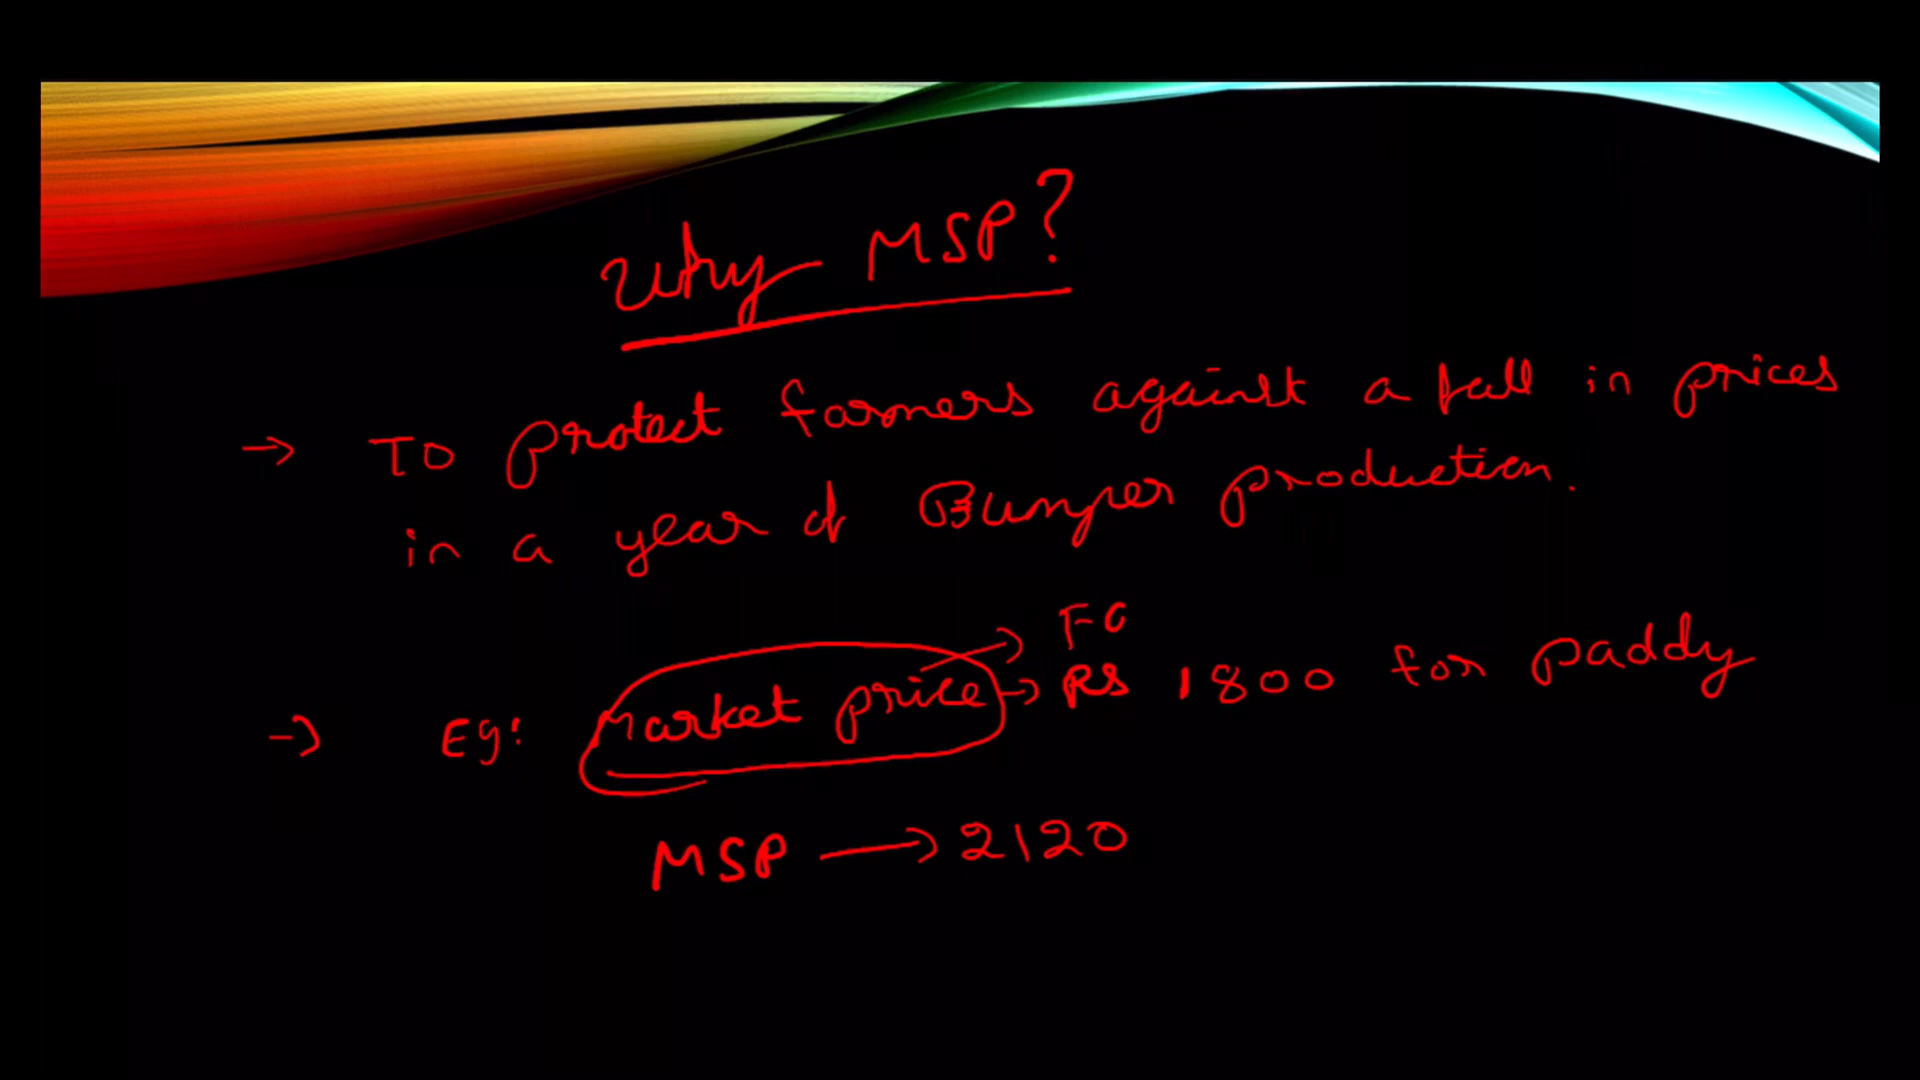 Why MSP?
→ To protect farmers against a fall in prices
in a year of Bumper production.
→ FC
→ Eg: Market price → Rs 1800 for paddy
MSP → 2120